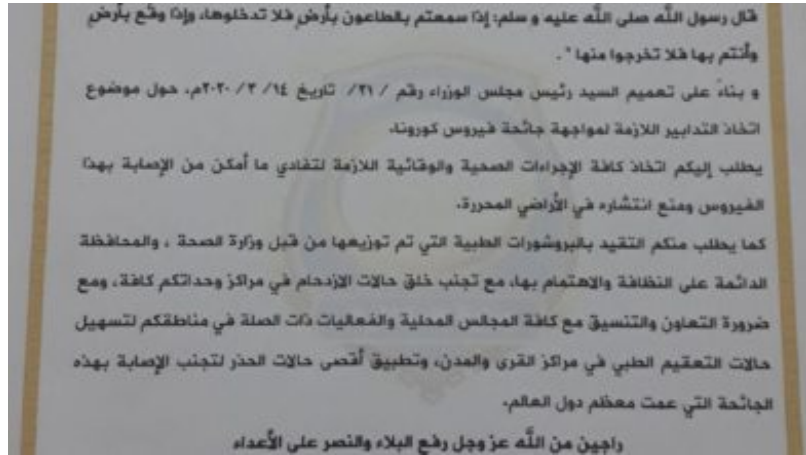 قال رسول الله صلى الله عليه و سلم: إذا سمعتم بالطاعون بأرضٍ فلا تدخلوها، وإذا وقع بأرضٍ
وأنتم بها فلا تخرجوا منها " .
و بناءً على تعميم السيد رئيس مجلس الوزراء رقم / ٢١/ تاريخ ١٤/ ٣/ ٢٠٢٠م، حول موضوع
اتخاذ التدابير اللازمة لمواجهة جائحة فيروس كورونا.
يطلب إليكم اتخاذ كافة الإجراءات الصحية والوقائية اللازمة لتفادي ما أمكن من الإصابة بهذا
الفيروس ومنع انتشاره في الأراضي المحررة.
كما يطلب منكم التقيد بالبروشورات الطبية التي تم توزيعها من قبل وزارة الصحة ، والمحافظة
الدائمة على النظافة والاهتمام بها، مع تجنب خلق حالات الازدحام في مراكز وحداتكم كافة، ومع
ضرورة التعاون والتنسيق مع كافة المجالس المحلية والفعاليات ذات الصلة في مناطقكم لتسهيل
حالات التعقيم الطبي في مراكز القرى والمدن، وتطبيق أقصى حالات الحذر لتجنب الإصابة بهذه
الجائحة التي عمت معظم دول العالم.
راجين من الله عز وجل رفع البلاء والنصر على الأعداء